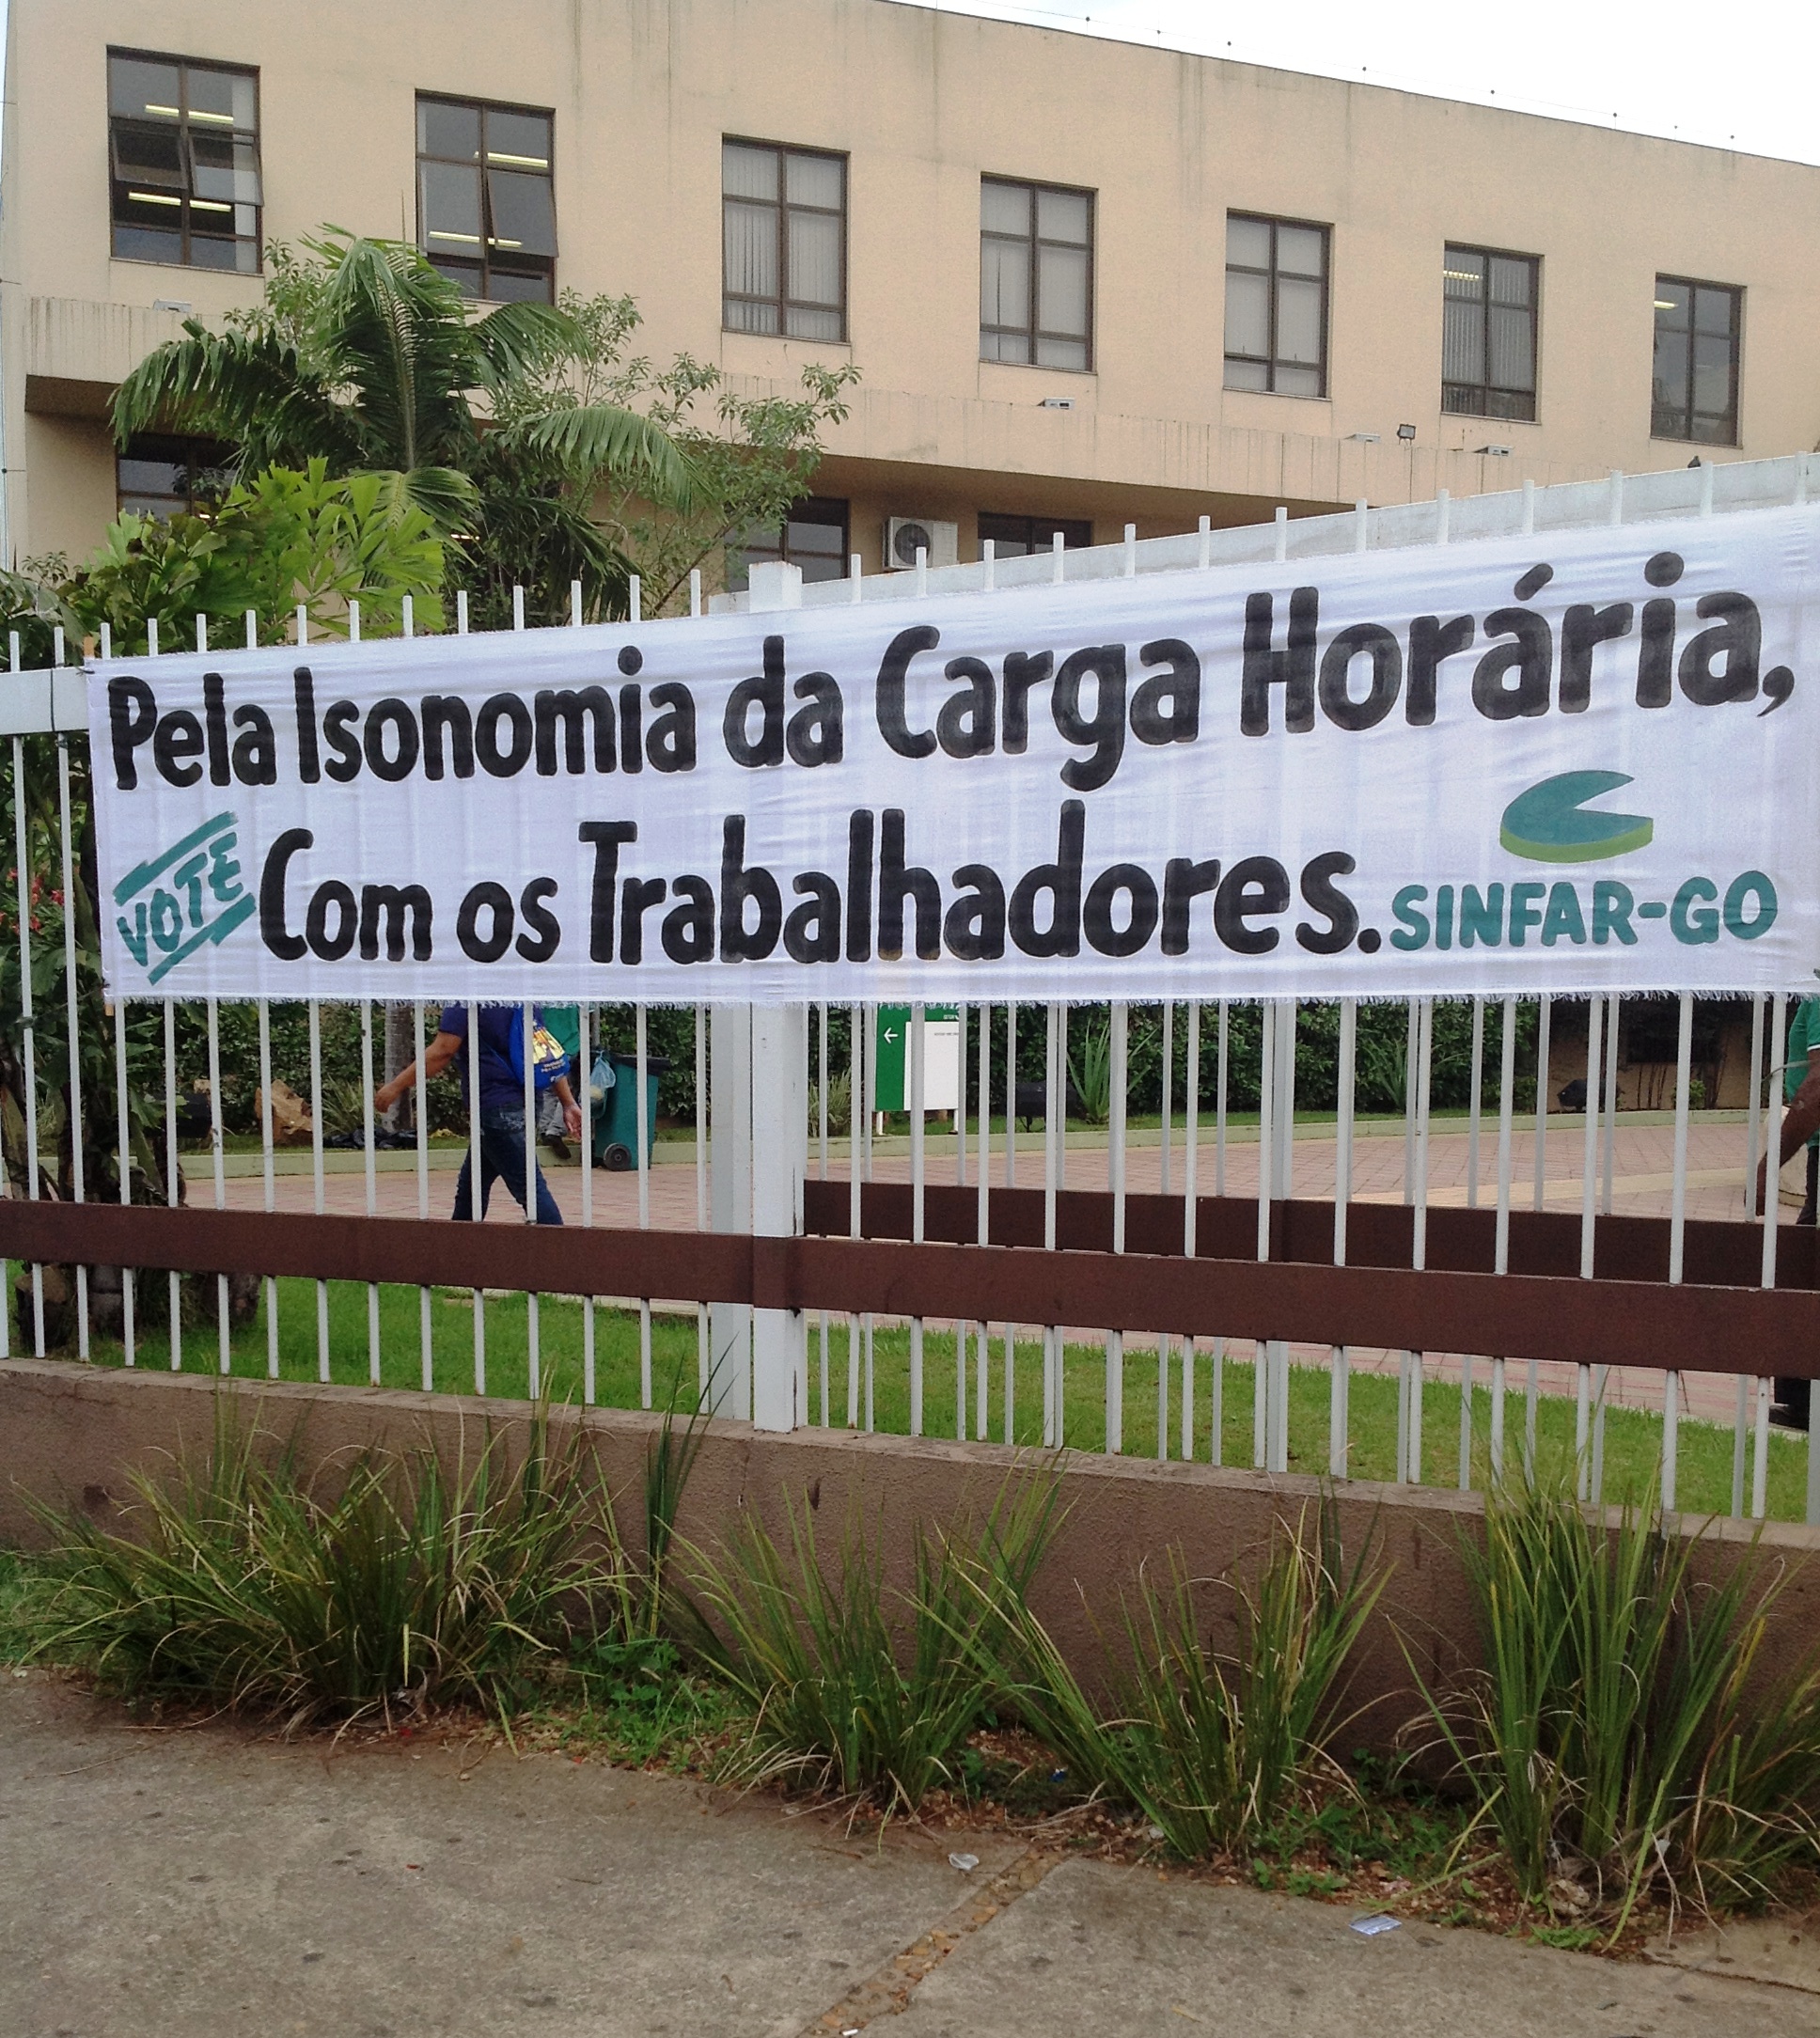 Pela Isonomia da Carga Horária,
VOTE Com os Trabalhadores. SINFAR-GO